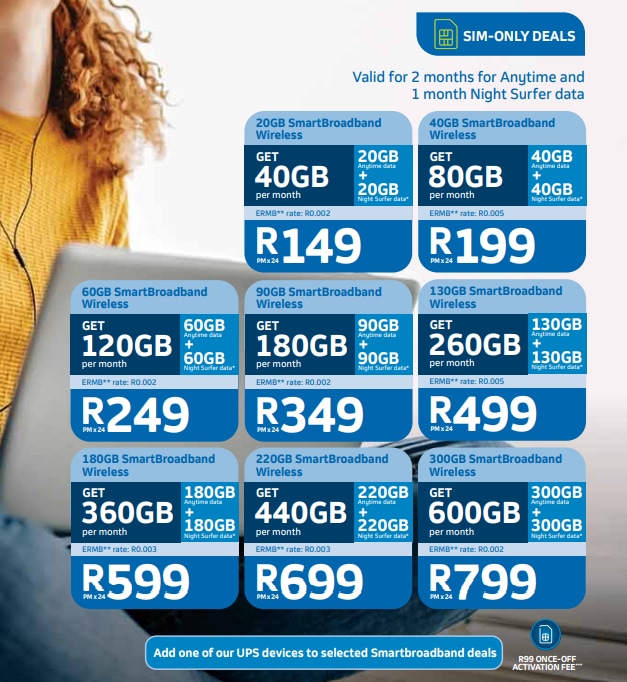 SIM-ONLY DEALS
Valid for 2 months for Anytime and
1 month Night Surfer data
20GB SmartBroadband
Wireless
GET
40GB
per month
20GB
Anytime data
+
20GB
Night Surfer data*
ERMB** rate: R0.002
R149
PM x 24
40GB SmartBroadband
Wireless
GET
80GB
per month
40GB
Anytime data
+
40GB
Night Surfer data*
ERMB** rate: R0.005
R199
PM x 24
60GB SmartBroadband
Wireless
GET
120GB
per month
60GB
Anytime data
+
60GB
Night Surfer data*
ERMB** rate: R0.002
R249
PM x 24
90GB SmartBroadband
Wireless
GET
180GB
per month
90GB
Anytime data
+
90GB
Night Surfer data*
ERMB** rate: R0.002
R349
PM x 24
130GB SmartBroadband
Wireless
GET
260GB
per month
130GB
Anytime data
+
130GB
Night Surfer data*
ERMB** rate: R0.005
R499
PM x 24
180GB SmartBroadband
Wireless
GET
360GB
per month
180GB
Anytime data
+
180GB
Night Surfer data*
ERMB** rate: R0.003
R599
PM x 24
220GB SmartBroadband
Wireless
GET
440GB
per month
220GB
Anytime data
+
220GB
Night Surfer data*
ERMB** rate: R0.003
R699
PM x 24
300GB SmartBroadband
Wireless
GET
600GB
per month
300GB
Anytime data
+
300GB
Night Surfer data*
ERMB** rate: R0.002
R799
PM x 24
Add one of our UPS devices to selected Smartbroadband deals
R99 ONCE-OFF
ACTIVATION FEE***